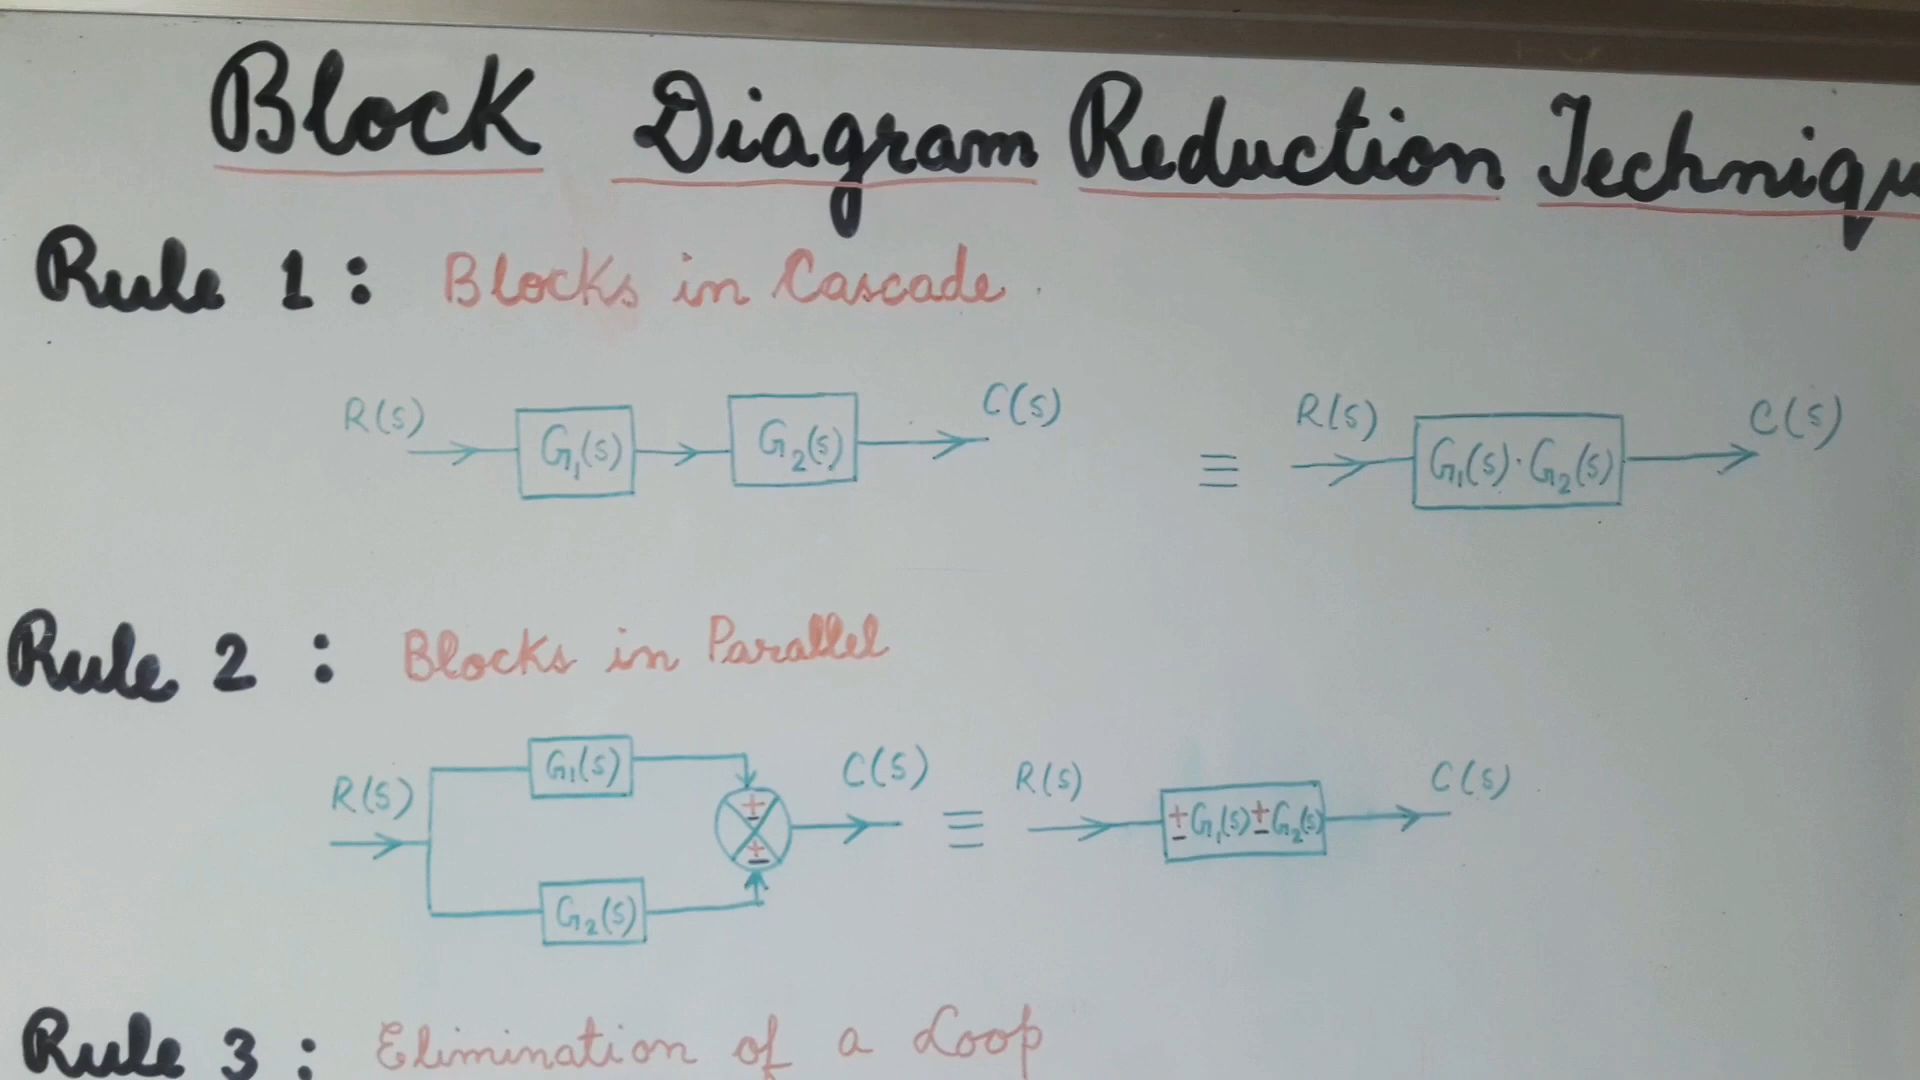 Block Diagram Reduction Techniqu
Rule 1 : Blocks in Cascade
R(s) G1(s) G2(s) C(s) ≡ R(s) G1(s)·G2(s) C(s)
Rule 2 : Blocks in Parallel
R(s) G1(s) G2(s) ± ± C(s) ≡ R(s) ±G1(s)±G2(s) C(s)
Rule 3 : Elimination of a Loop